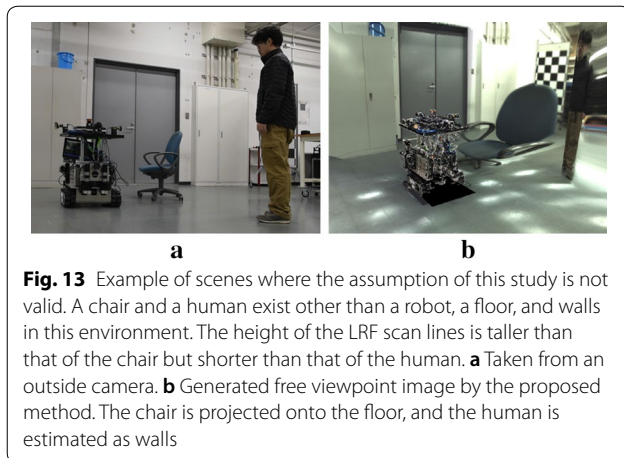 a
b
Fig. 13 Example of scenes where the assumption of this study is not
valid. A chair and a human exist other than a robot, a floor, and walls
in this environment. The height of the LRF scan lines is taller than
that of the chair but shorter than that of the human. a Taken from an
outside camera. b Generated free viewpoint image by the proposed
method. The chair is projected onto the floor, and the human is
estimated as walls